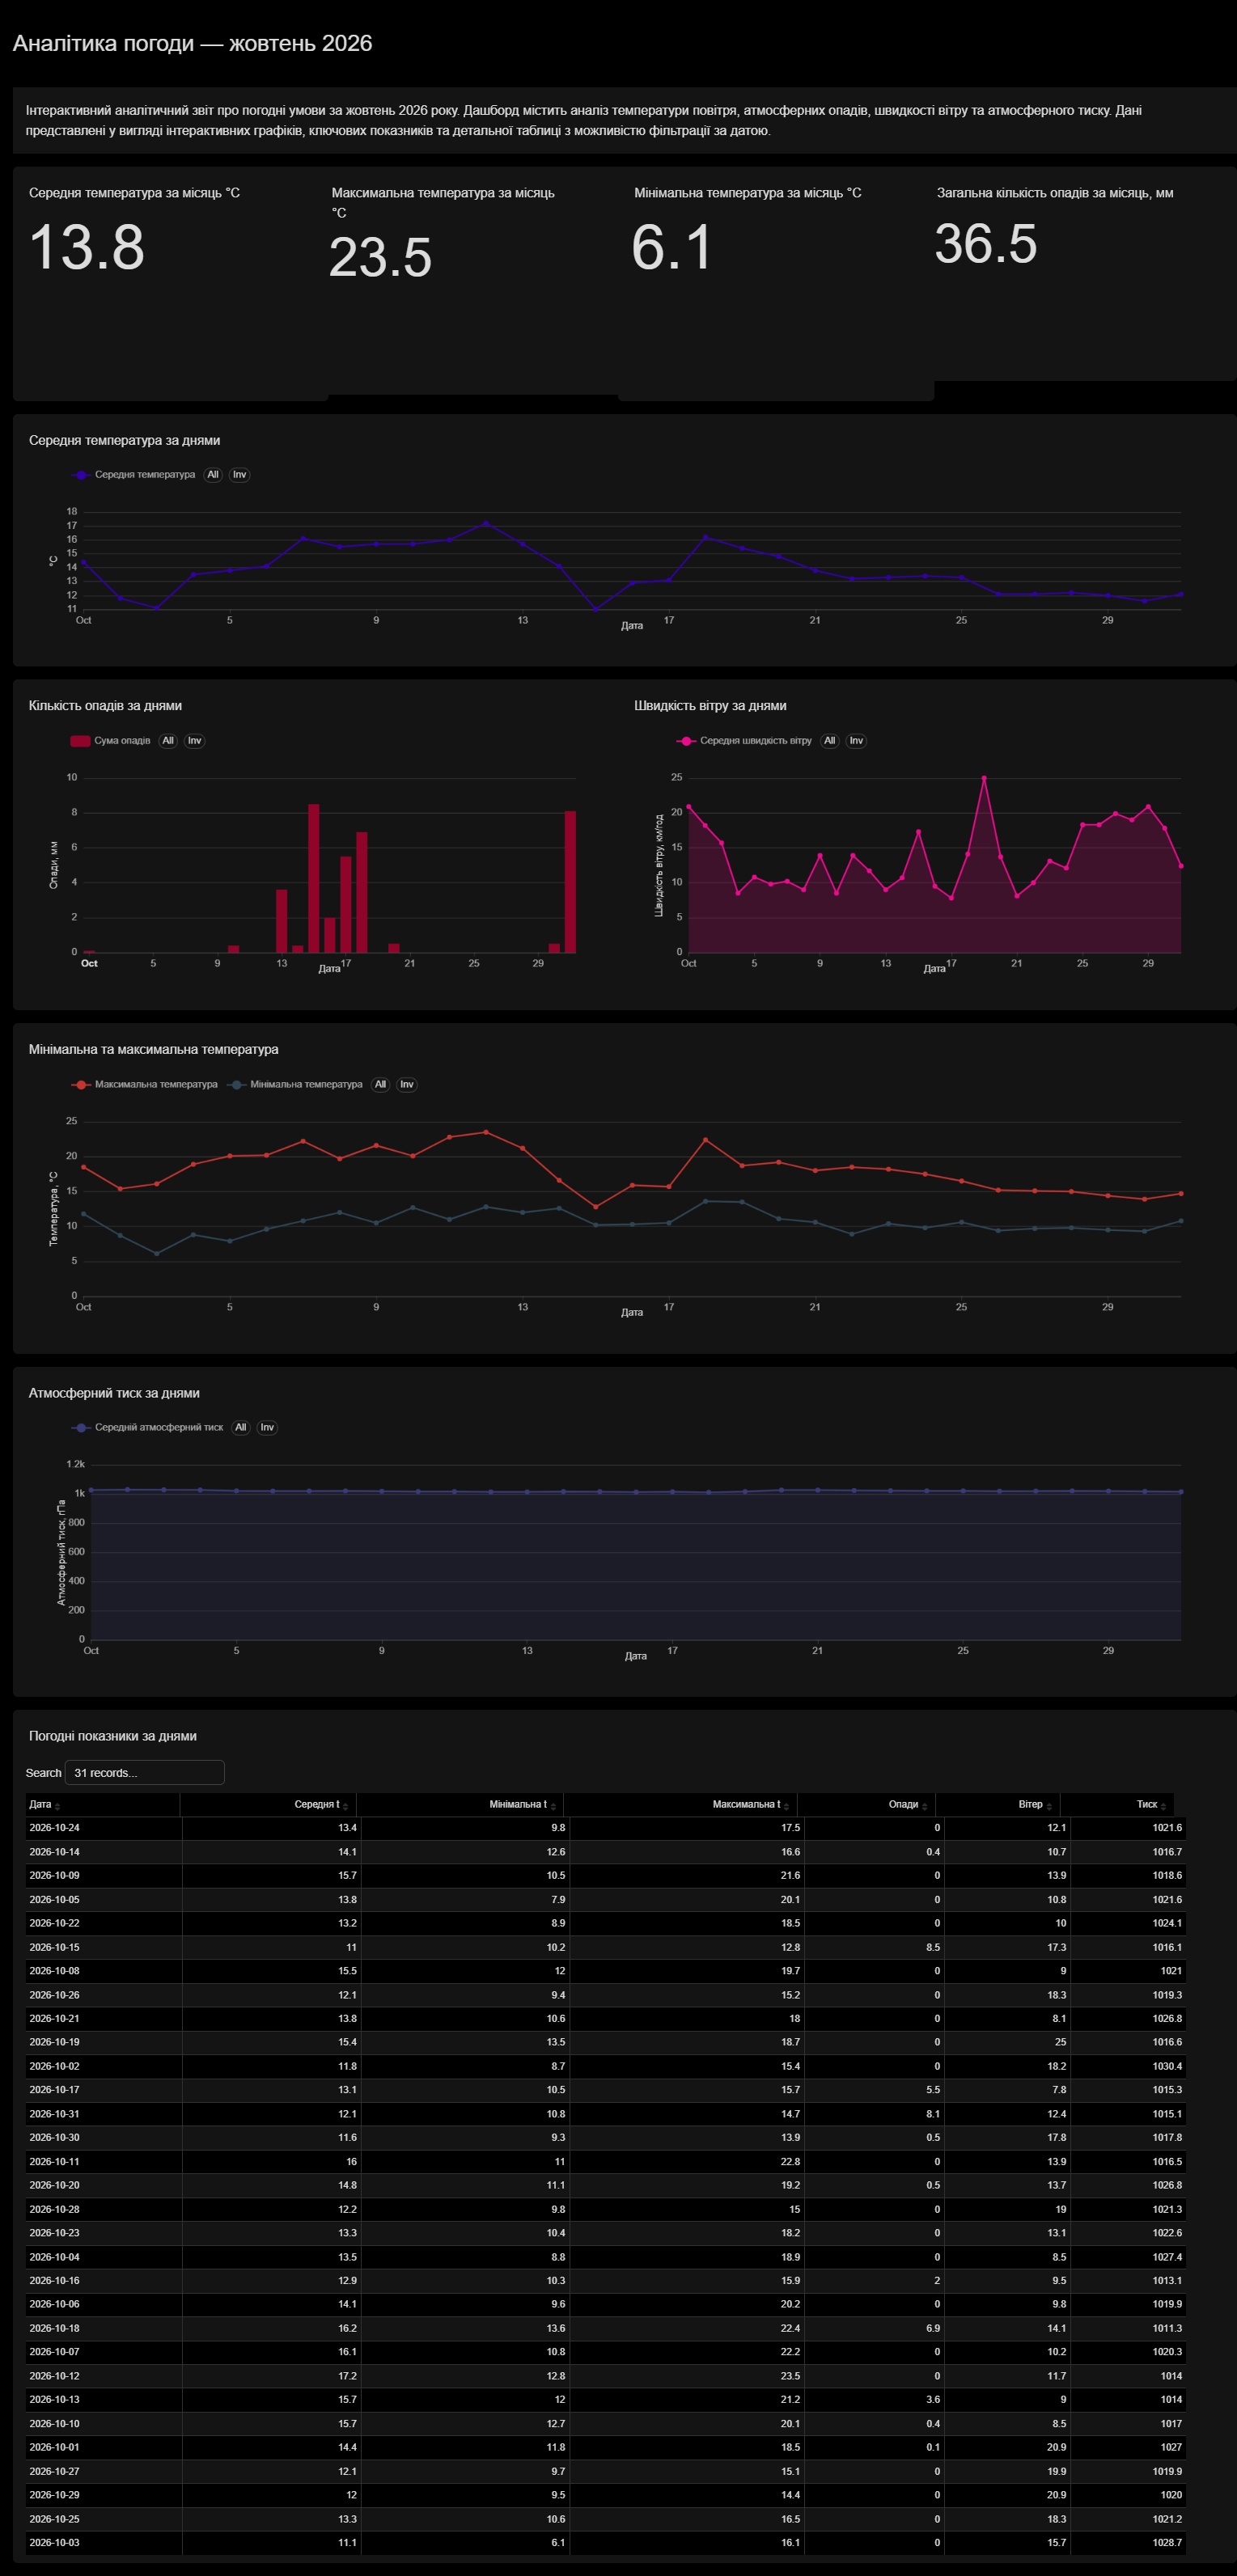 Аналітика погоди — жовтень 2026
Інтерактивний аналітичний звіт про погодні умови за жовтень 2026 року. Дашборд містить аналіз температури повітря, атмосферних опадів, швидкості вітру та атмосферного тиску. Дані
представлені у вигляді інтерактивних графіків, ключових показників та детальної таблиці з можливістю фільтрації за датою.
Середня температура за місяць °C
13.8
Максимальна температура за місяць
°C
23.5
Мінімальна температура за місяць °C
6.1
Загальна кількість опадів за місяць, мм
36.5
Середня температура за днями
Середня температура All Inv
18
17
16
15
14
13
12
11
°C
Oct 5 9 13 17 21 25 29
Дата
Кількість опадів за днями
Сума опадів All Inv
10
8
6
4
2
0
Опади, мм
Oct 5 9 13 17 21 25 29
Дата
Швидкість вітру за днями
Середня швидкість вітру All Inv
25
20
15
10
5
0
Швидкість вітру, км/год
Oct 5 9 13 17 21 25 29
Дата
Мінімальна та максимальна температура
Максимальна температура Мінімальна температура All Inv
25
20
15
10
5
0
Температура, °C
Oct 5 9 13 17 21 25 29
Дата
Атмосферний тиск за днями
Середній атмосферний тиск All Inv
1.2k
1k
800
600
400
200
0
Атмосферний тиск, гПа
Oct 5 9 13 17 21 25 29
Дата
Погодні показники за днями
Search 31 records...
Дата Середня t Мінімальна t Максимальна t Опади Вітер Тиск
2026-10-24 13.4 9.8 17.5 0 12.1 1021.6
2026-10-14 14.1 12.6 16.6 0.4 10.7 1016.7
2026-10-09 15.7 10.5 21.6 0 13.9 1018.6
2026-10-05 13.8 7.9 20.1 0 10.8 1021.6
2026-10-22 13.2 8.9 18.5 0 10 1024.1
2026-10-15 11 10.2 12.8 8.5 17.3 1016.1
2026-10-08 15.5 12 19.7 0 9 1021
2026-10-26 12.1 9.4 15.2 0 18.3 1019.3
2026-10-21 13.8 10.6 18 0 8.1 1026.8
2026-10-19 15.4 13.5 18.7 0 25 1016.6
2026-10-02 11.8 8.7 15.4 0 18.2 1030.4
2026-10-17 13.1 10.5 15.7 5.5 7.8 1015.3
2026-10-31 12.1 10.8 14.7 8.1 12.4 1015.1
2026-10-30 11.6 9.3 13.9 0.5 17.8 1017.8
2026-10-11 16 11 22.8 0 13.9 1016.5
2026-10-20 14.8 11.1 19.2 0.5 13.7 1026.8
2026-10-28 12.2 9.8 15 0 19 1021.3
2026-10-23 13.3 10.4 18.2 0 13.1 1022.6
2026-10-04 13.5 8.8 18.9 0 8.5 1027.4
2026-10-16 12.9 10.3 15.9 2 9.5 1013.1
2026-10-06 14.1 9.6 20.2 0 9.8 1019.9
2026-10-18 16.2 13.6 22.4 6.9 14.1 1011.3
2026-10-07 16.1 10.8 22.2 0 10.2 1020.3
2026-10-12 17.2 12.8 23.5 0 11.7 1014
2026-10-13 15.7 12 21.2 3.6 9 1014
2026-10-10 15.7 12.7 20.1 0.4 8.5 1017
2026-10-01 14.4 11.8 18.5 0.1 20.9 1027
2026-10-27 12.1 9.7 15.1 0 19.9 1019.9
2026-10-29 12 9.5 14.4 0 20.9 1020
2026-10-25 13.3 10.6 16.5 0 18.3 1021.2
2026-10-03 11.1 6.1 16.1 0 15.7 1028.7